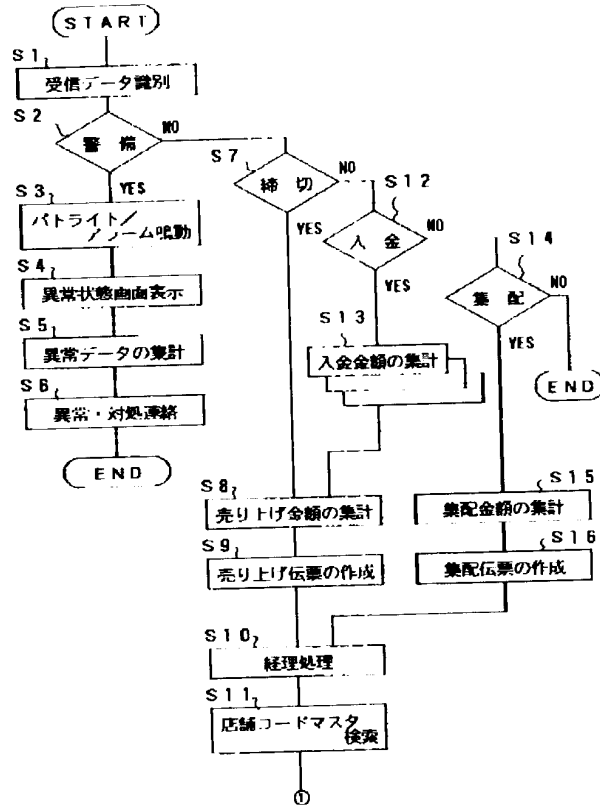 START
S1
受信データ識別
S2
警備
NO
YES
S3
パトライト／
アラーム鳴動
S4
異常状態画面表示
S5
異常データの集計
S6
異常・対処連絡
END
S7
締切
NO
YES
S12
入金
NO
YES
S13
入金金額の集計
S14
集配
NO
YES
END
S8
売り上げ金額の集計
S9
売り上げ伝票の作成
S15
集配金額の集計
S16
集配伝票の作成
S10
経理処理
S11
店舗コードマスタ
検索
①